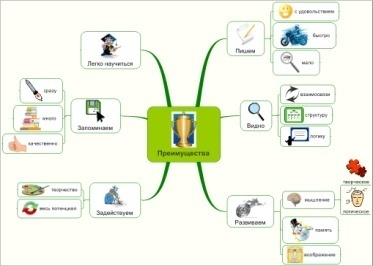 Преимущества
Легко научиться
Запоминаем
сразу
много
качественно
Задействуем
творчество
весь потенциал
Пишем
с удовольствием
быстро
мало
Видно
взаимосвязи
структуру
логику
Развиваем
мышление
творческое
логическое
память
воображение